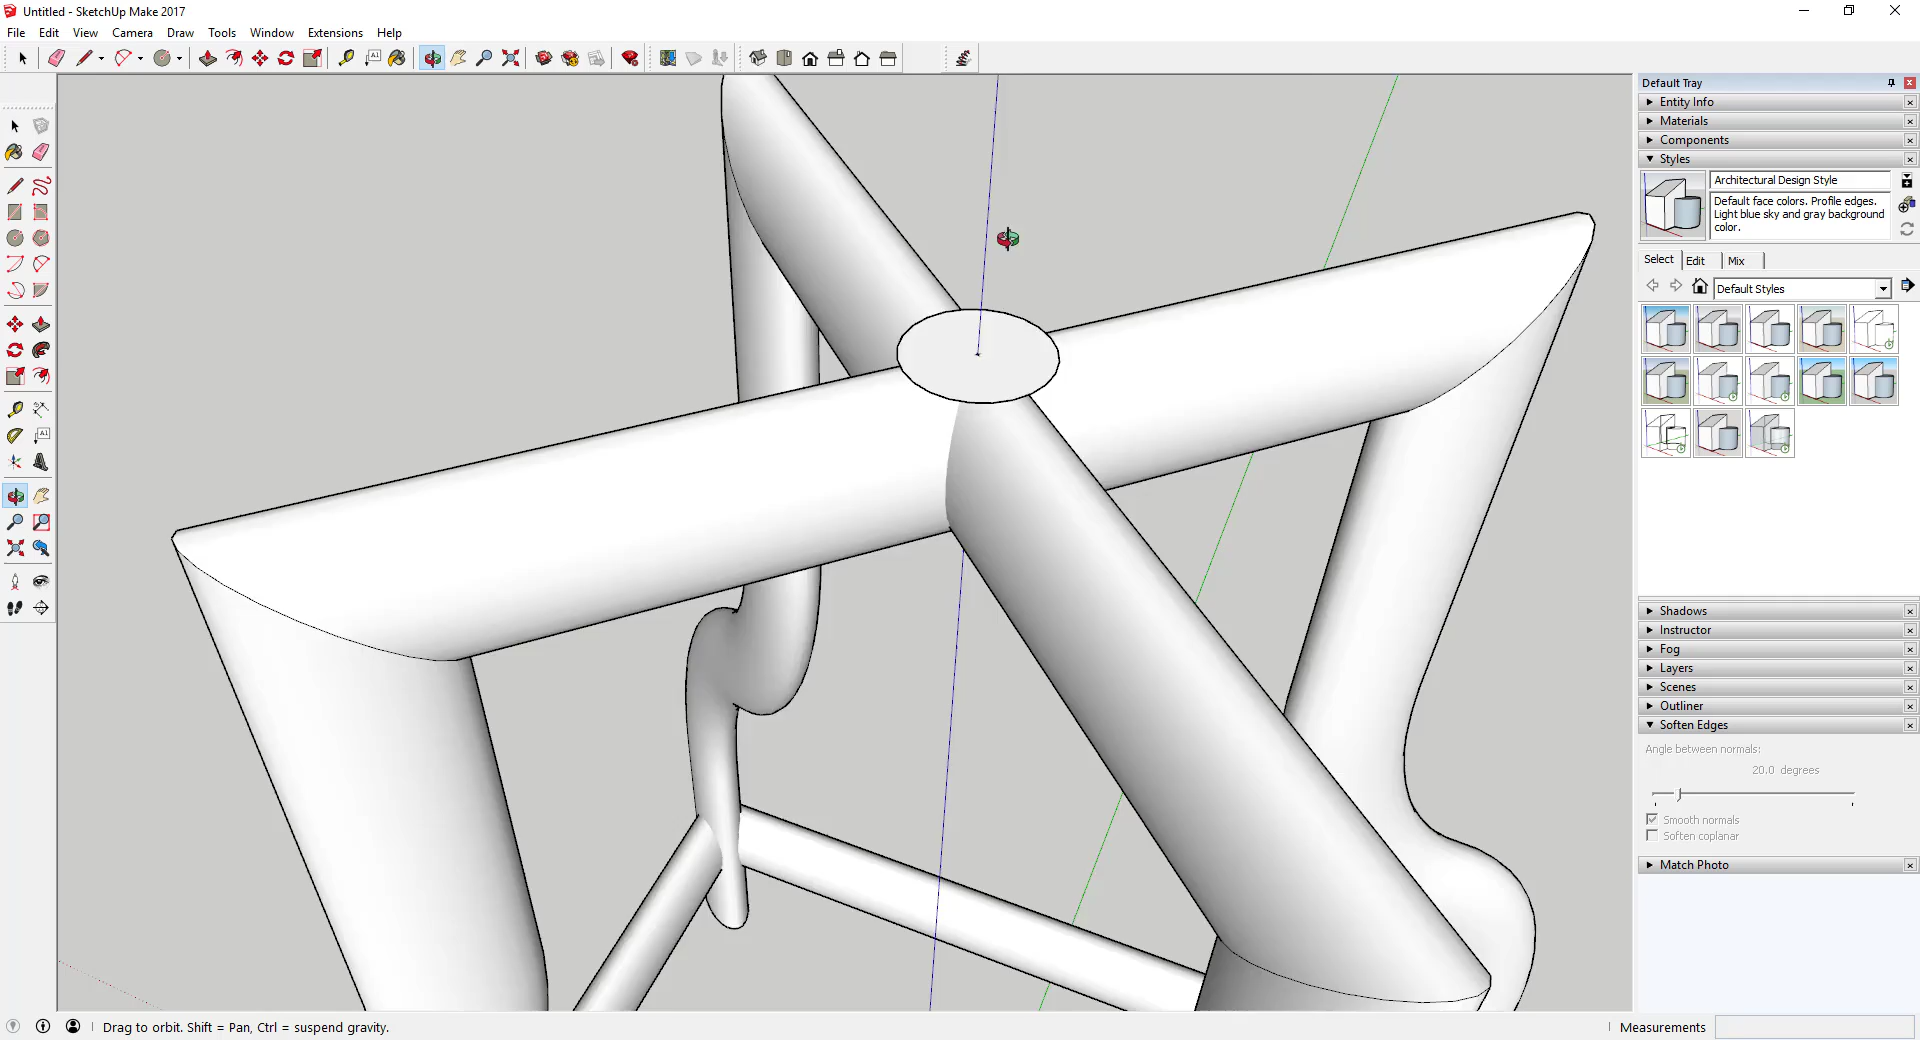 Untitled - SketchUp Make 2017
File Edit View Camera Draw Tools Window Extensions Help
A1
Default Tray
Entity Info
Materials
Components
Styles
Architectural Design Style
Default face colors. Profile edges.
Light blue sky and gray background
color.
Select Edit Mix
Default Styles
A1
Shadows
Instructor
Fog
Layers
Scenes
Outliner
Soften Edges
Angle between normals:
20.0 degrees
Smooth normals
Soften coplanar
Match Photo
Drag to orbit. Shift = Pan, Ctrl = suspend gravity.
Measurements